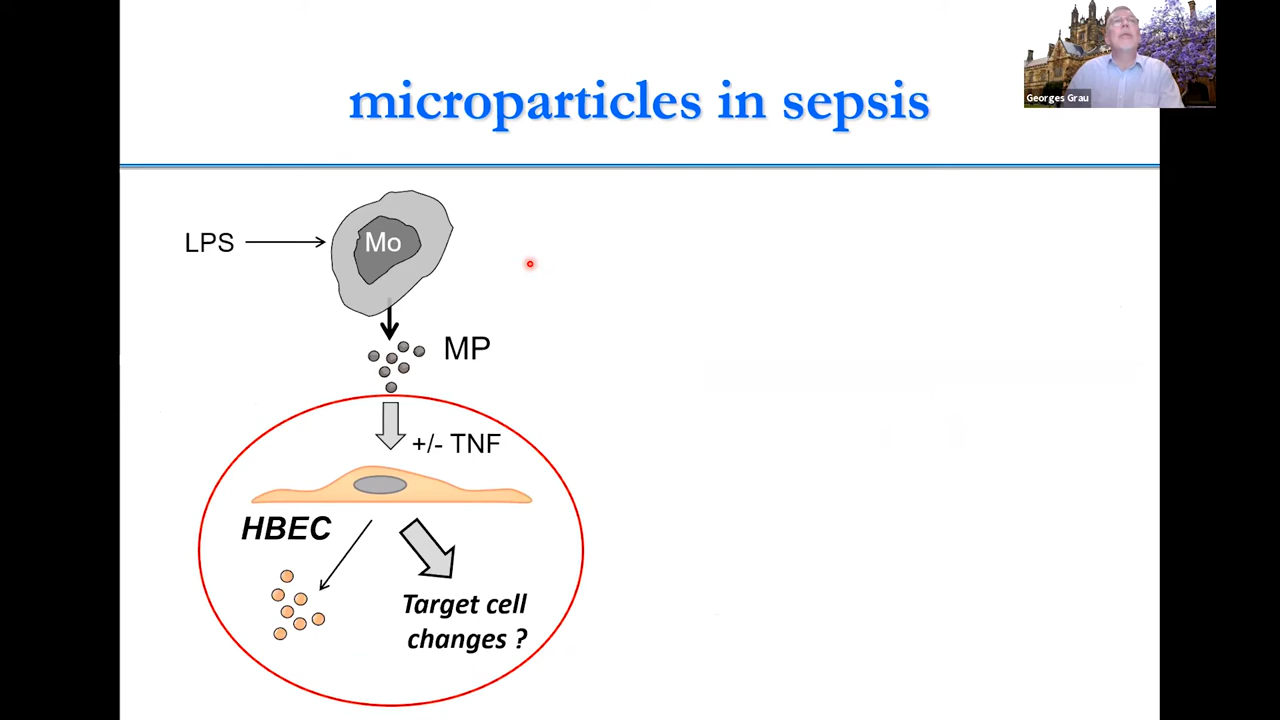 microparticles in sepsis
Georges Grau
LPS
Mo
MP
+/- TNF
HBEC
Target cell
changes ?